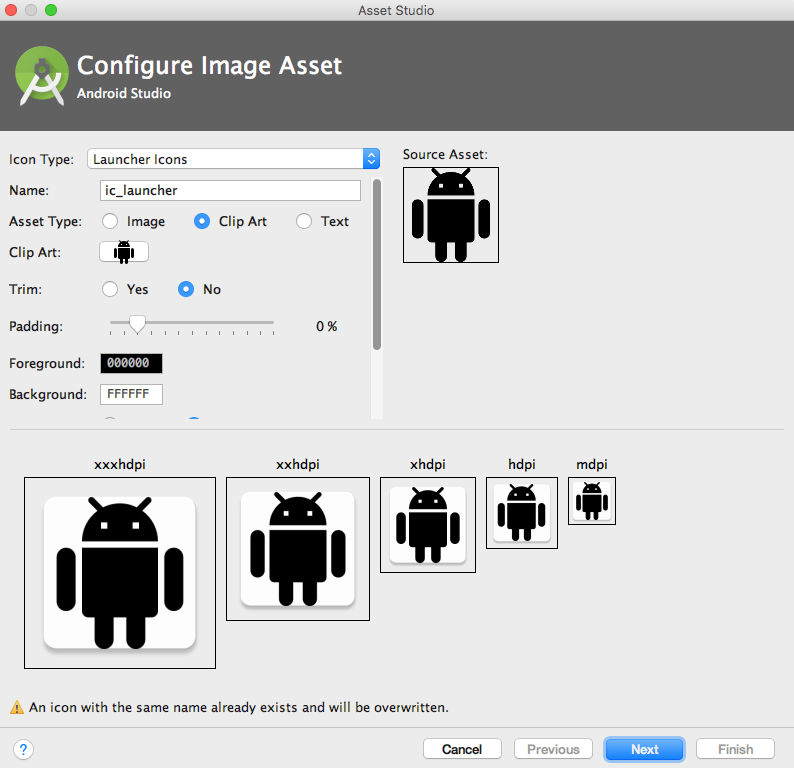 Asset Studio
Configure Image Asset
Android Studio
Icon Type: Launcher Icons
Source Asset:
Name: ic_launcher
Asset Type: Image Clip Art Text
Clip Art:
Trim: Yes No
Padding: 0 %
Foreground: 000000
Background: FFFFFF
xxxhdpi xxhdpi xhdpi hdpi mdpi
An icon with the same name already exists and will be overwritten.
? Cancel Previous Next Finish